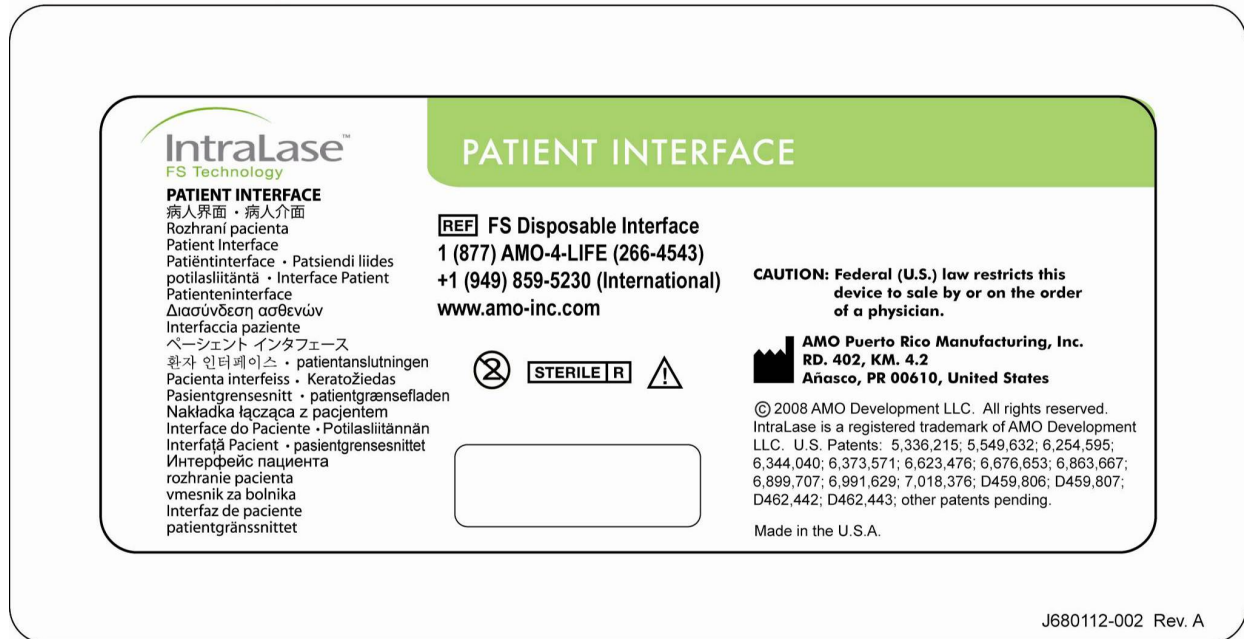 IntraLase™
FS Technology
PATIENT INTERFACE
PATIENT INTERFACE
病人界面 • 病人介面
Rozhraní pacienta
Patient Interface
Patiëntinterface • Patsiendi liides
potilasliitäntä • Interface Patient
Patienteninterface
Διασύνδεση ασθενών
Interfaccia paziente
ペーシェント インタフェース
환자 인터페이스 • patientanslutningen
Pacienta interfeiss • Keratožiedas
Pasientgrensesnitt • patientgrænsefladen
Nakładka łącząca z pacjentem
Interface do Paciente • Potilasliitännän
Interfaţă Pacient • pasientgrensesnittet
Интерфейс пациента
rozhranie pacienta
vmesnik za bolnika
Interfaz de paciente
patientgränssnittet
REF FS Disposable Interface
1 (877) AMO-4-LIFE (266-4543)
+1 (949) 859-5230 (International)
www.amo-inc.com
2 STERILE R !
CAUTION: Federal (U.S.) law restricts this
device to sale by or on the order
of a physician.
AMO Puerto Rico Manufacturing, Inc.
RD. 402, KM. 4.2
Añasco, PR 00610, United States
© 2008 AMO Development LLC. All rights reserved.
IntraLase is a registered trademark of AMO Development
LLC. U.S. Patents: 5,336,215; 5,549,632; 6,254,595;
6,344,040; 6,373,571; 6,623,476; 6,676,653; 6,863,667;
6,899,707; 6,991,629; 7,018,376; D459,806; D459,807;
D462,442; D462,443; other patents pending.
Made in the U.S.A.
J680112-002 Rev. A